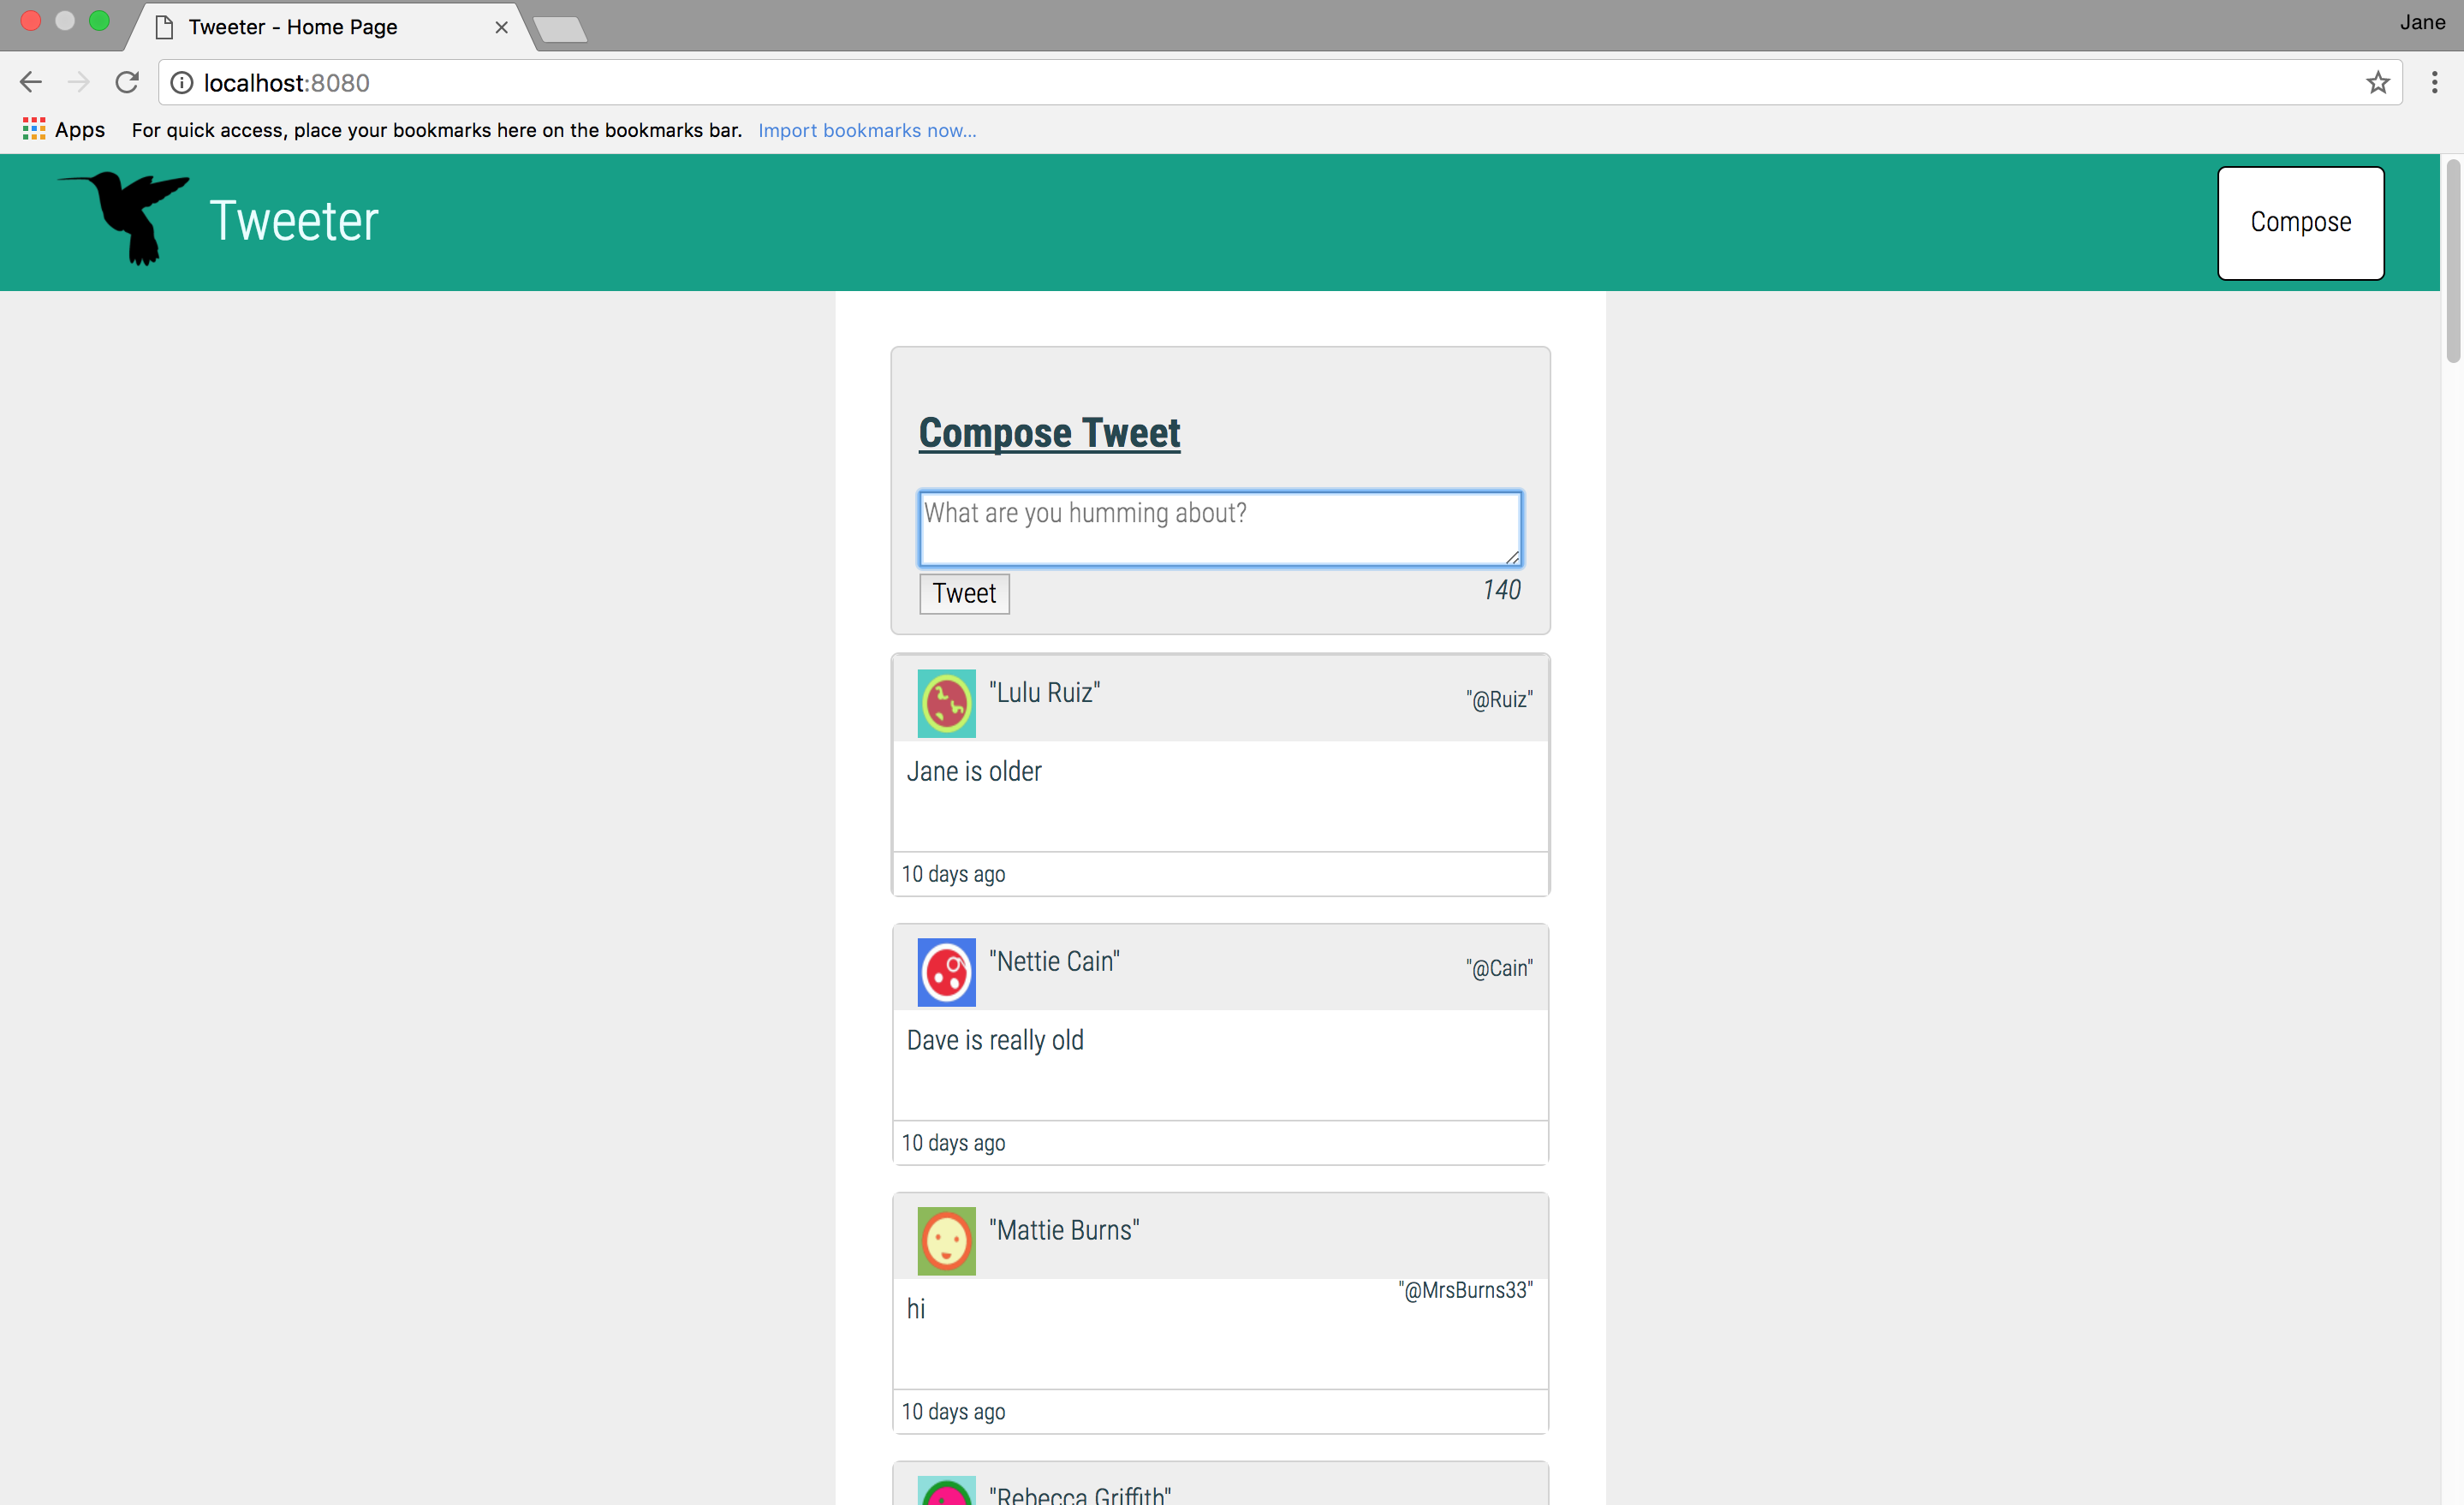 Tweeter - Home Page
Jane
localhost:8080
Apps For quick access, place your bookmarks here on the bookmarks bar. Import bookmarks now...
Tweeter
Compose
Compose Tweet
What are you humming about?
Tweet 140
"Lulu Ruiz" "@Ruiz"
Jane is older
10 days ago
"Nettie Cain" "@Cain"
Dave is really old
10 days ago
"Mattie Burns"
"@MrsBurns33"
hi
10 days ago
"Rebecca Griffith"